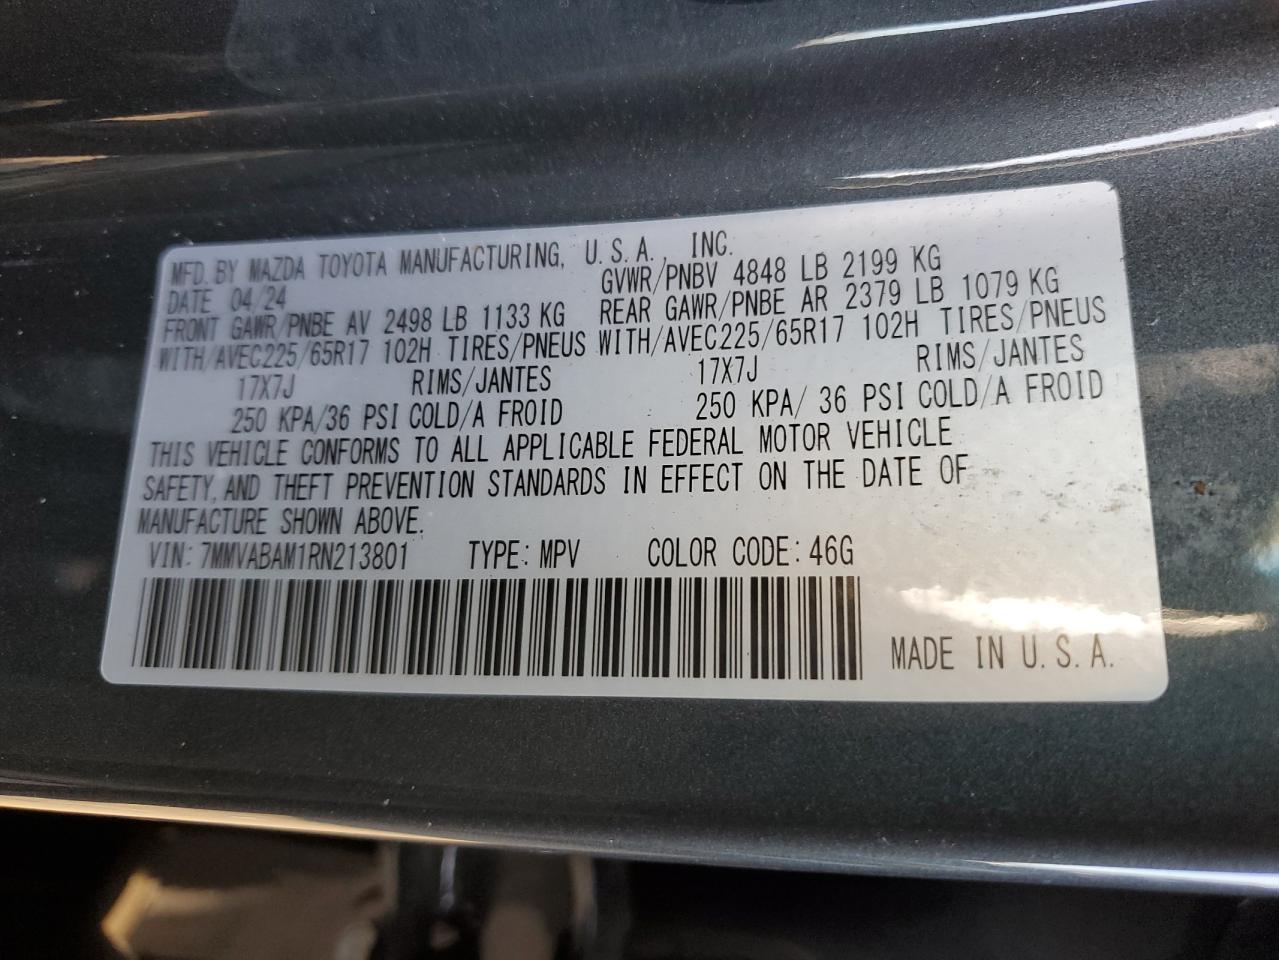 MFD. BY MAZDA TOYOTA MANUFACTURING, U.S.A. INC.
DATE 04/24 GVWR/PNBV 4848 LB 2199 KG
FRONT GAWR/PNBE AV 2498 LB 1133 KG REAR GAWR/PNBE AR 2379 LB 1079 KG
WITH/AVEC225/65R17 102H TIRES/PNEUS WITH/AVEC225/65R17 102H TIRES/PNEUS
17X7J RIMS/JANTES 17X7J RIMS/JANTES
250 KPA/36 PSI COLD/A FROID 250 KPA/ 36 PSI COLD/A FROID
THIS VEHICLE CONFORMS TO ALL APPLICABLE FEDERAL MOTOR VEHICLE
SAFETY, AND THEFT PREVENTION STANDARDS IN EFFECT ON THE DATE OF
MANUFACTURE SHOWN ABOVE.
VIN: 7MMVABAM1RN213801 TYPE: MPV COLOR CODE: 46G
MADE IN U.S.A.